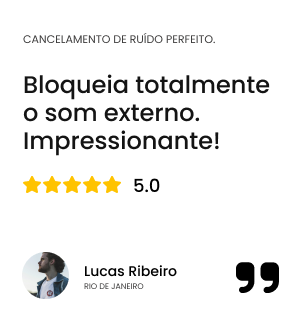 CANCELAMENTO DE RUÍDO PERFEITO.
Bloqueia totalmente
o som externo.
Impressionante!
5.0
Lucas Ribeiro
RIO DE JANEIRO